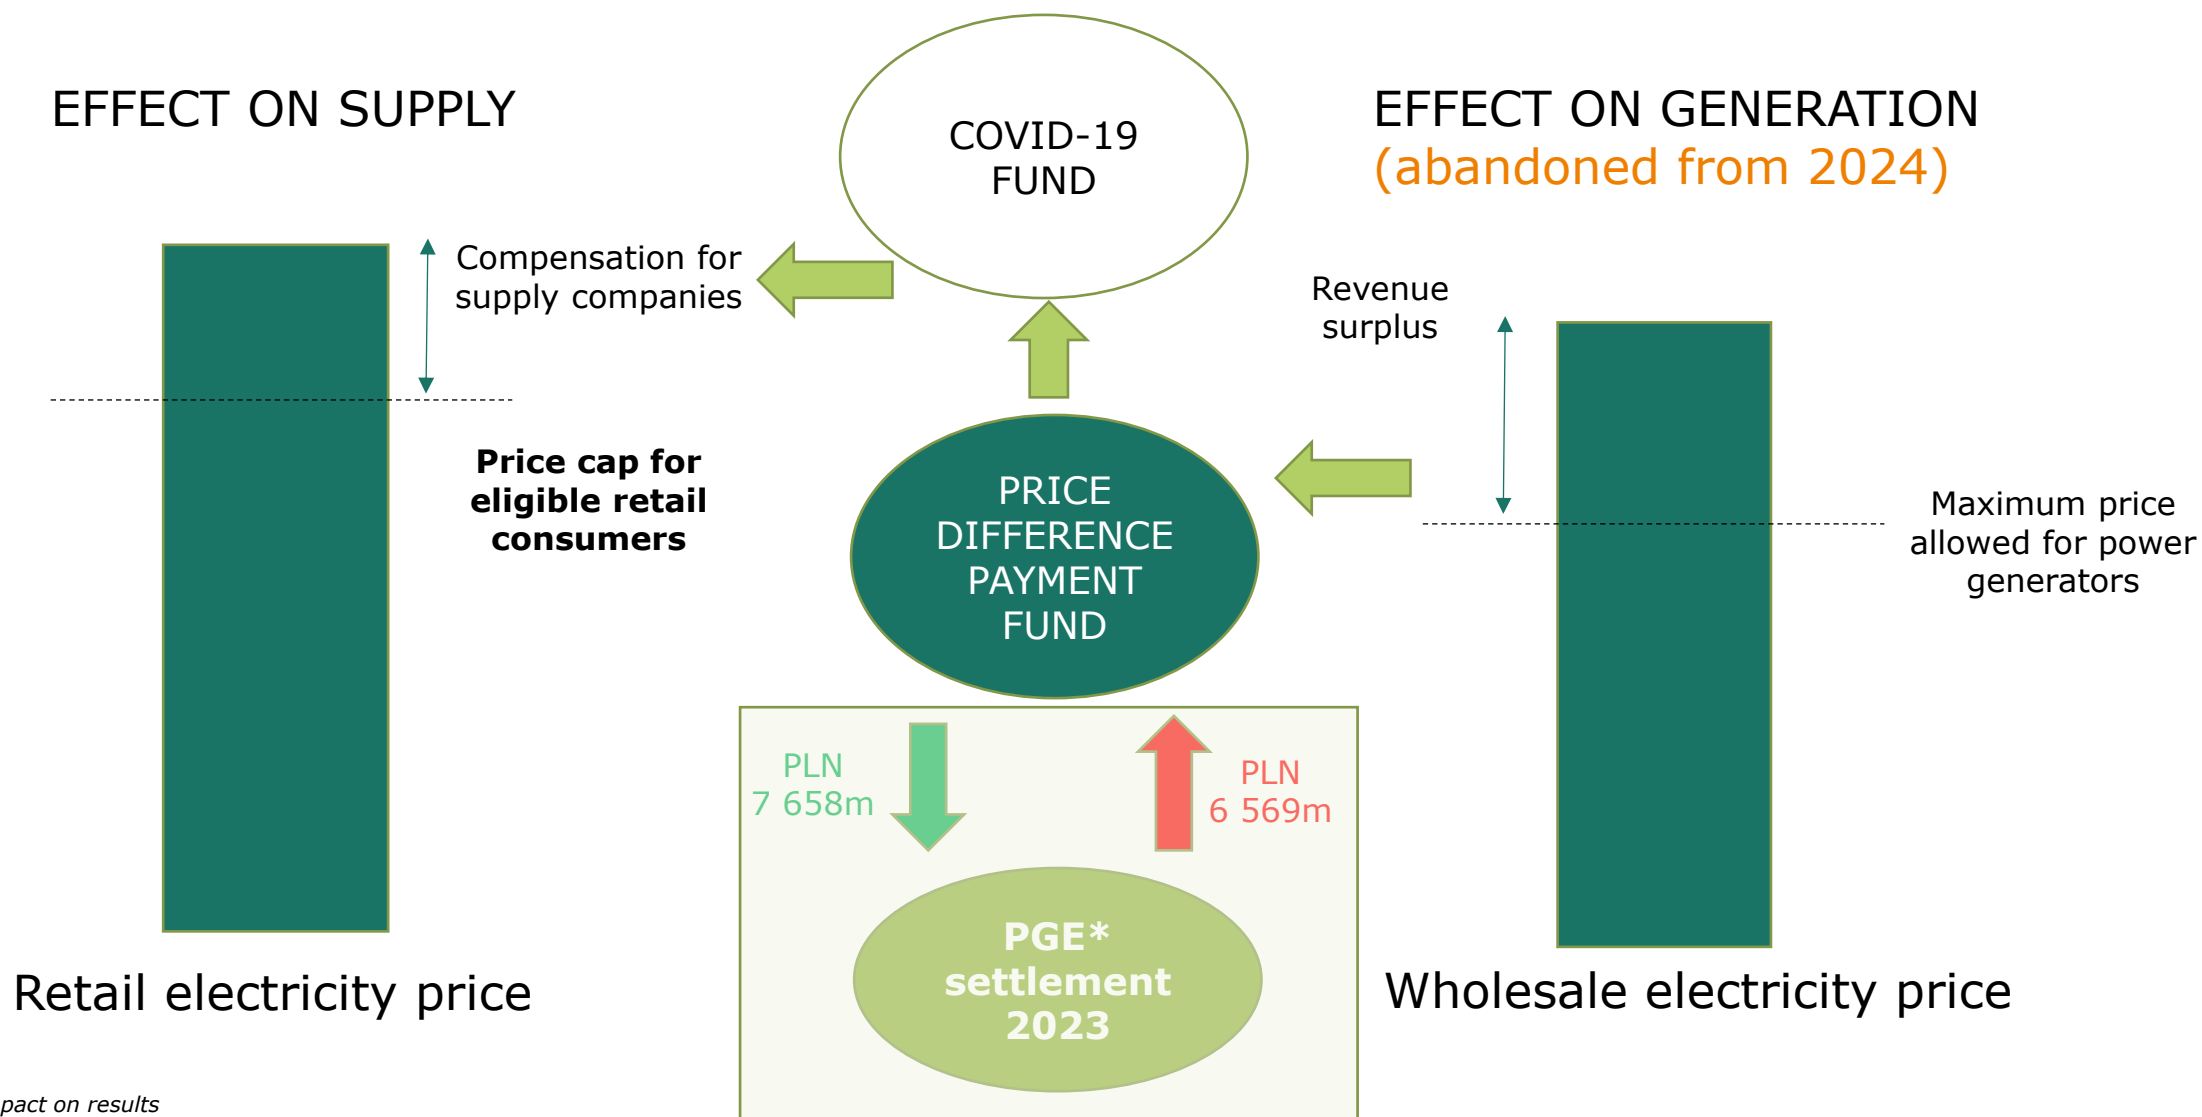 EFFECT ON SUPPLY
COVID-19
FUND
EFFECT ON GENERATION
(abandoned from 2024)
Compensation for
supply companies
Revenue
surplus
Price cap for
eligible retail
consumers
PRICE
DIFFERENCE
PAYMENT
FUND
Maximum price
allowed for power
generators
PLN
7 658m
PLN
6 569m
PGE*
settlement
2023
Retail electricity price
Wholesale electricity price
pact on results